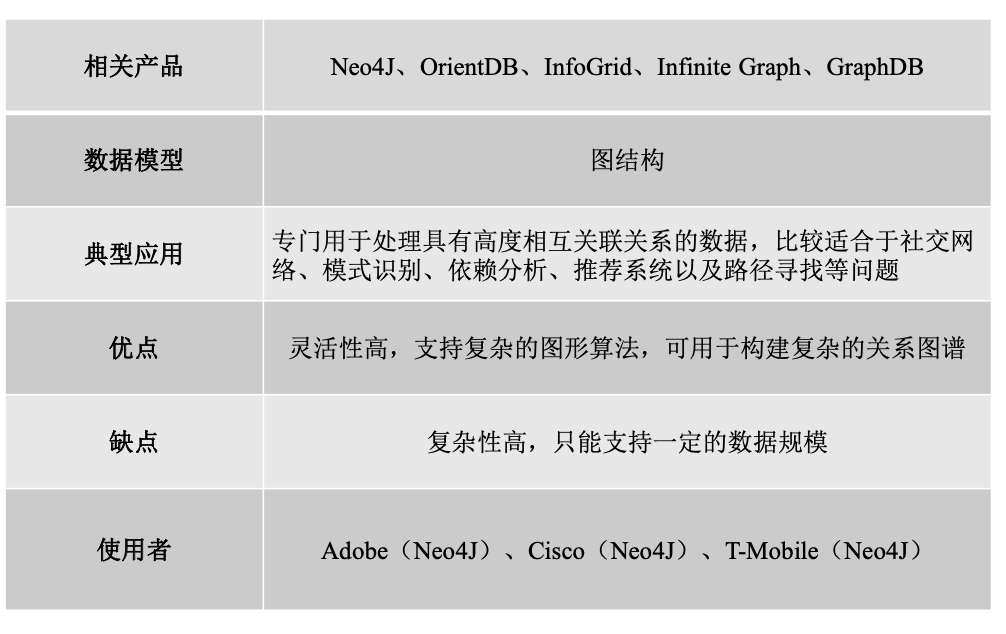 相关产品
Neo4J、OrientDB、InfoGrid、Infinite Graph、GraphDB
数据模型
图结构
典型应用
专门用于处理具有高度相互关联关系的数据，比较适合于社交网
络、模式识别、依赖分析、推荐系统以及路径寻找等问题
优点
灵活性高，支持复杂的图形算法，可用于构建复杂的关系图谱
缺点
复杂性高，只能支持一定的数据规模
使用者
Adobe（Neo4J）、Cisco（Neo4J）、T-Mobile（Neo4J）